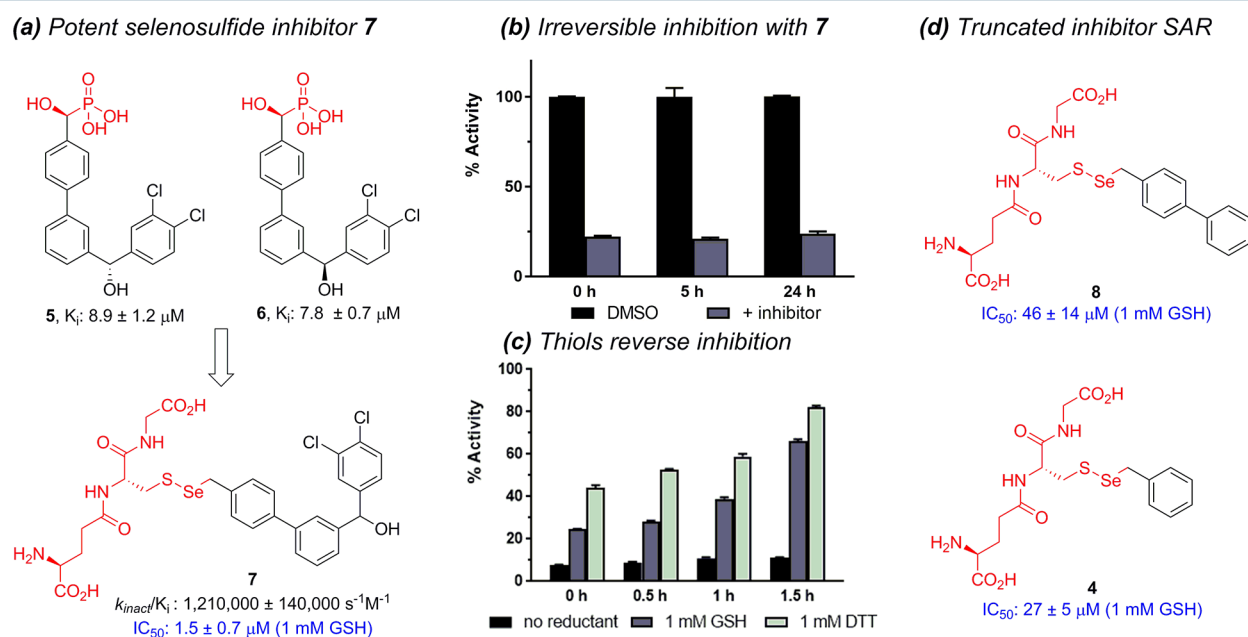 (a) Potent selenosulfide inhibitor 7
O
HO P OH
OH
Cl
Cl
OH
5, Ki: 8.9 ± 1.2 μM
O
HO P OH
OH
Cl
Cl
OH
6, Ki: 7.8 ± 0.7 μM
CO2H
O NH
S Se
HN
O
H2N
CO2H
Cl
Cl
OH
7
kinact/Ki : 1,210,000 ± 140,000 s-1M-1
IC50: 1.5 ± 0.7 μM (1 mM GSH)
(b) Irreversible inhibition with 7
% Activity
100
50
0
0 h 5 h 24 h
DMSO + inhibitor
(c) Thiols reverse inhibition
% Activity
100
80
60
40
20
0
0 h 0.5 h 1 h 1.5 h
no reductant 1 mM GSH 1 mM DTT
(d) Truncated inhibitor SAR
CO2H
O NH
S Se
HN
O
H2N
CO2H
8
IC50: 46 ± 14 μM (1 mM GSH)
CO2H
O NH
S Se
HN
O
H2N
CO2H
4
IC50: 27 ± 5 μM (1 mM GSH)